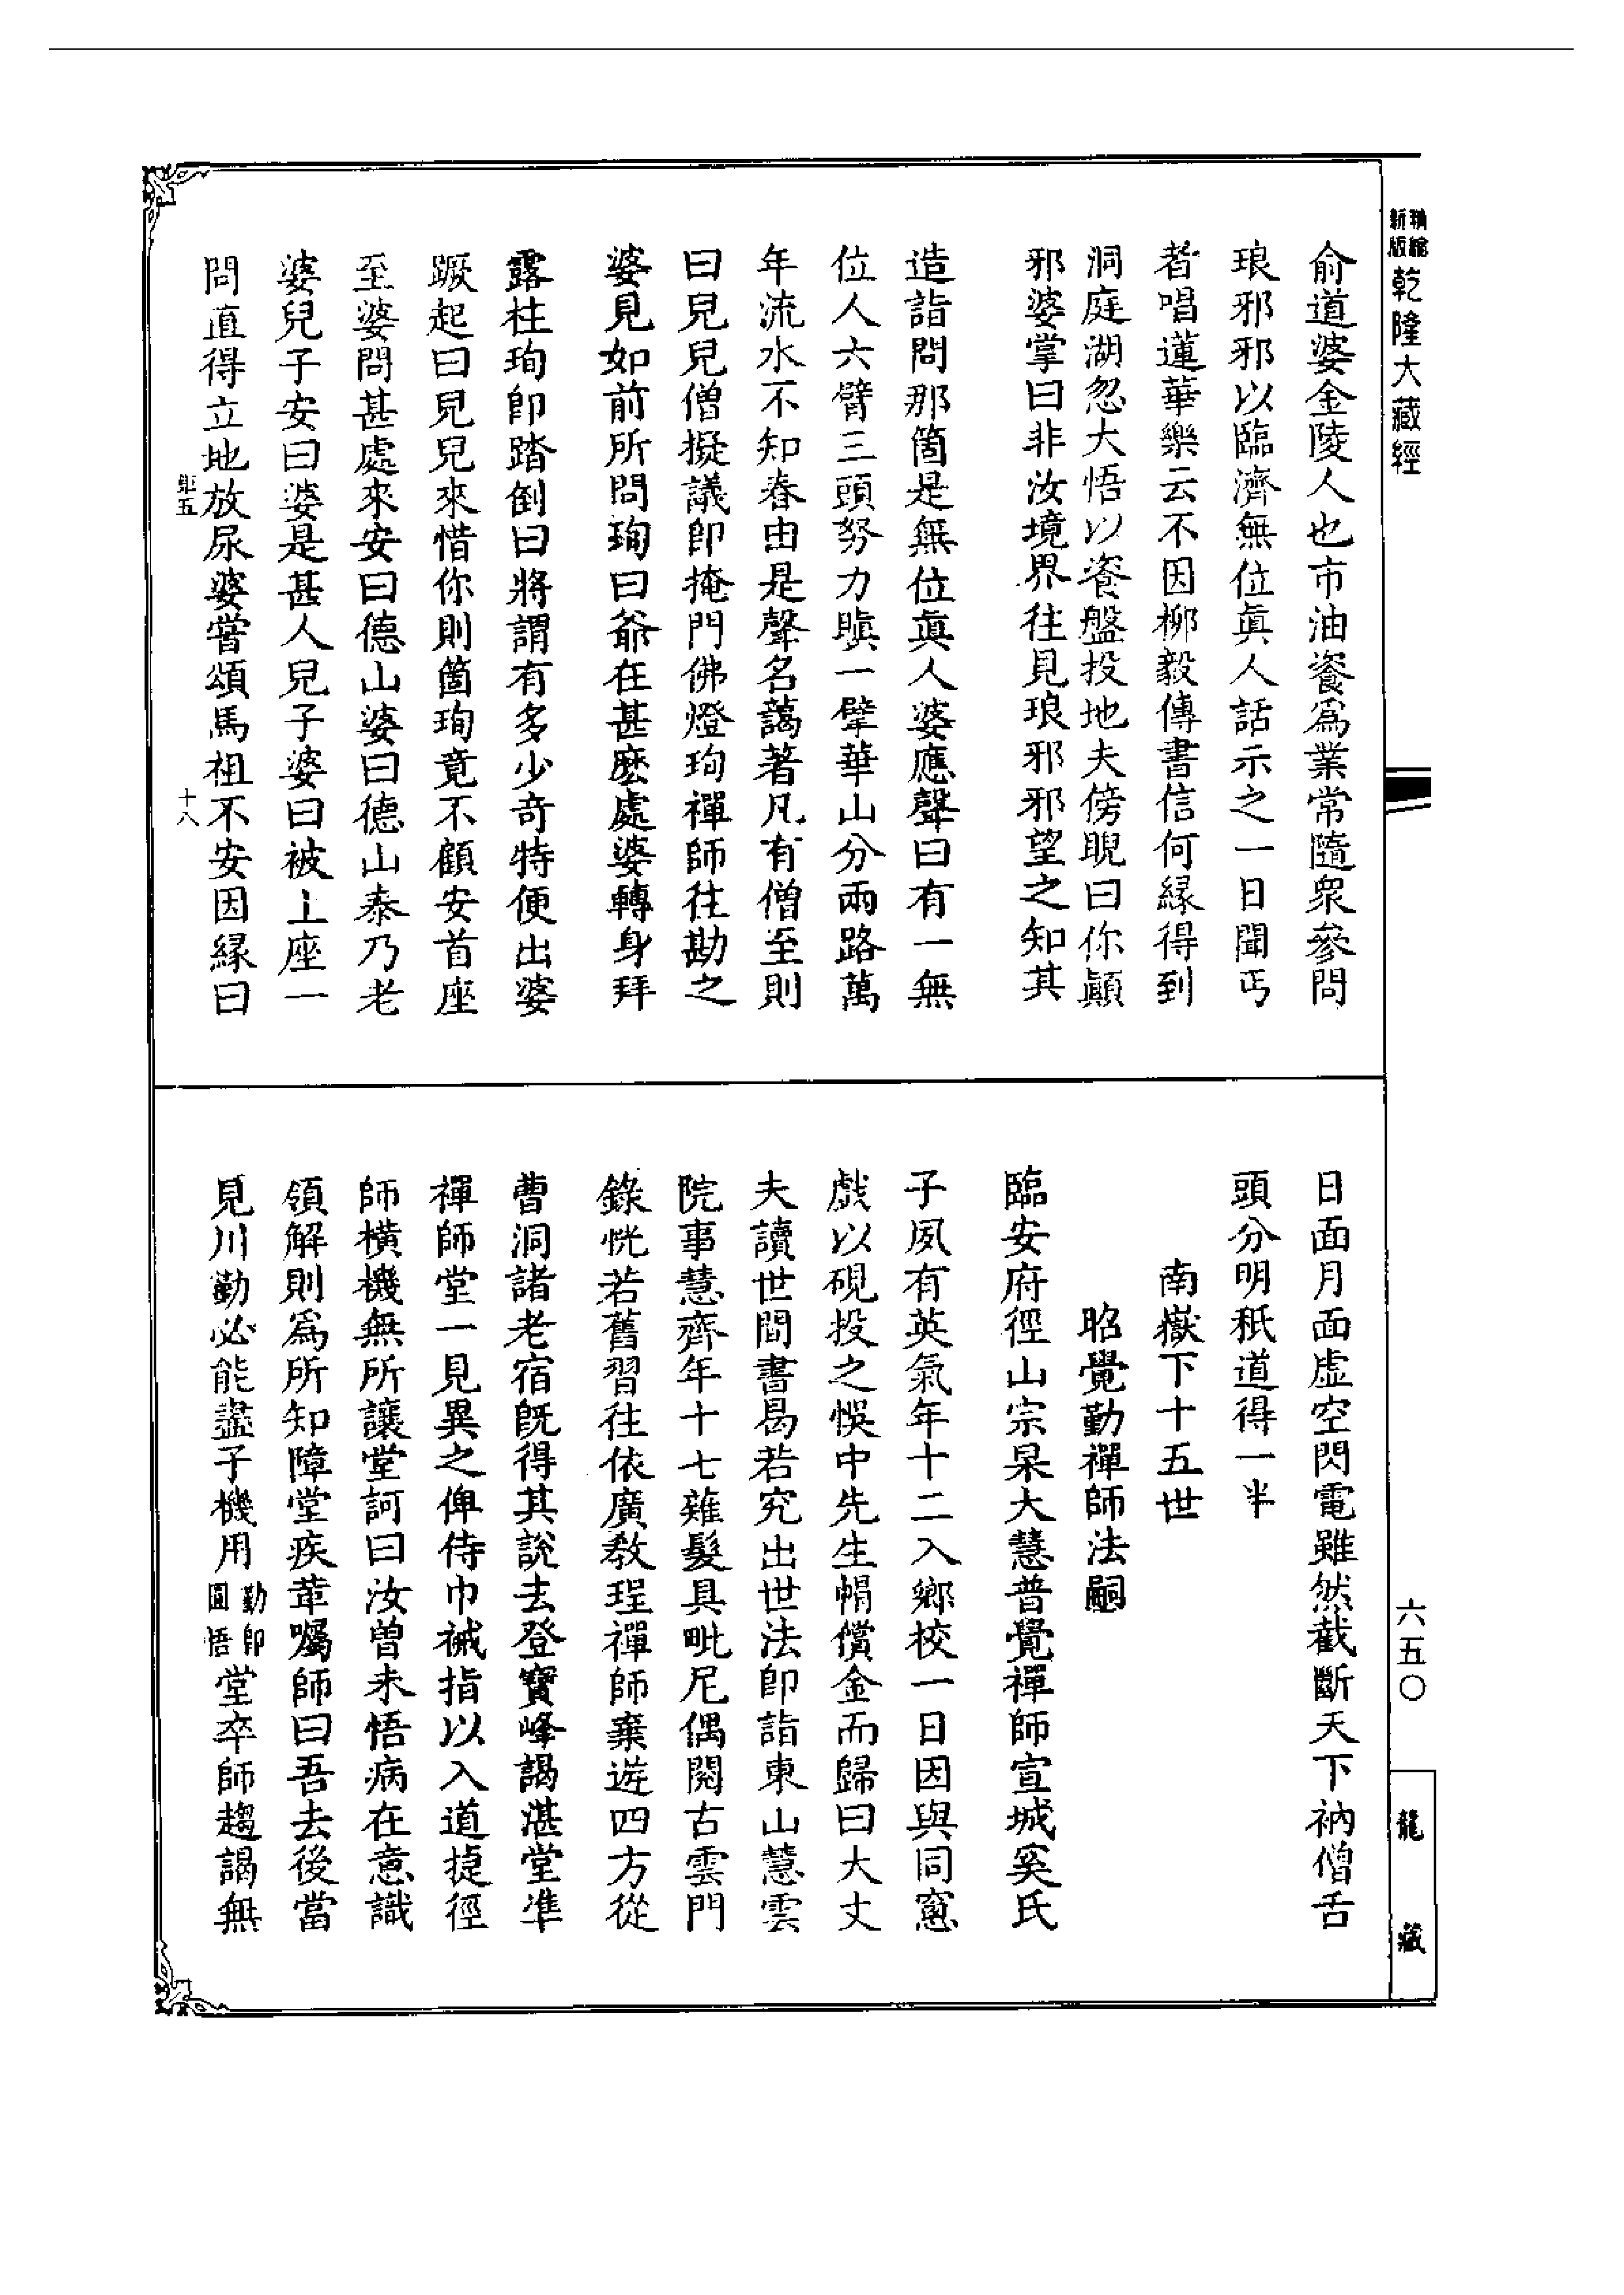 精縮新版乾隆大藏經
俞道婆金陵人也市油餈爲業常隨衆參問
琅邪邪以臨濟無位眞人話示之一日聞丐
者唱蓮華樂云不因柳毅傳書信何緣得到
洞庭湖忽大悟以餈盤投地夫傍睨曰你顚
邪婆掌曰非汝境界往見琅邪邪望之知其
造詣問那箇是無位眞人婆應聲曰有一無
位人六臂三頭努力瞋一擘華山分兩路萬
年流水不知春由是聲名藹著凡有僧至則
曰兒兒僧擬議卽掩門佛燈珣禪師往勘之
婆見如前所問珣曰爺在甚麽處婆轉身拜
露柱珣卽踏倒曰將謂有多少奇特便出婆
蹶起曰兒兒來惜你則箇珣竟不顧安首座
至婆問甚處來安曰德山婆曰德山泰乃老
婆兒子安曰婆是甚人兒子婆曰被上座一
問直得立地放尿婆嘗頌馬祖不安因緣曰
十八
日面月面虛空閃電雖然截斷天下衲僧舌
頭分明秖道得一半
南嶽下十五世
昭覺勤禪師法嗣
臨安府徑山宗杲大慧普覺禪師宣城奚氏
子夙有英氣年十二入鄉校一日因與同窻
戲以硯投之悞中先生帽償金而歸曰大丈
夫讀世間書曷若究出世法卽詣東山慧雲
院事慧齊年十七薙髮具毗尼偶閱古雲門
錄恍若舊習往依廣敎珵禪師棄遊四方從
曹洞諸老宿旣得其說去登寶峰謁湛堂準
禪師堂一見異之俾侍巾裓指以入道捷徑
師橫機無所讓堂訶曰汝曾未悟病在意識
領解則爲所知障堂疾革囑師曰吾去後當
見川勤必能盡子機用勤卽圓悟堂卒師趨謁無
六五〇
龍藏